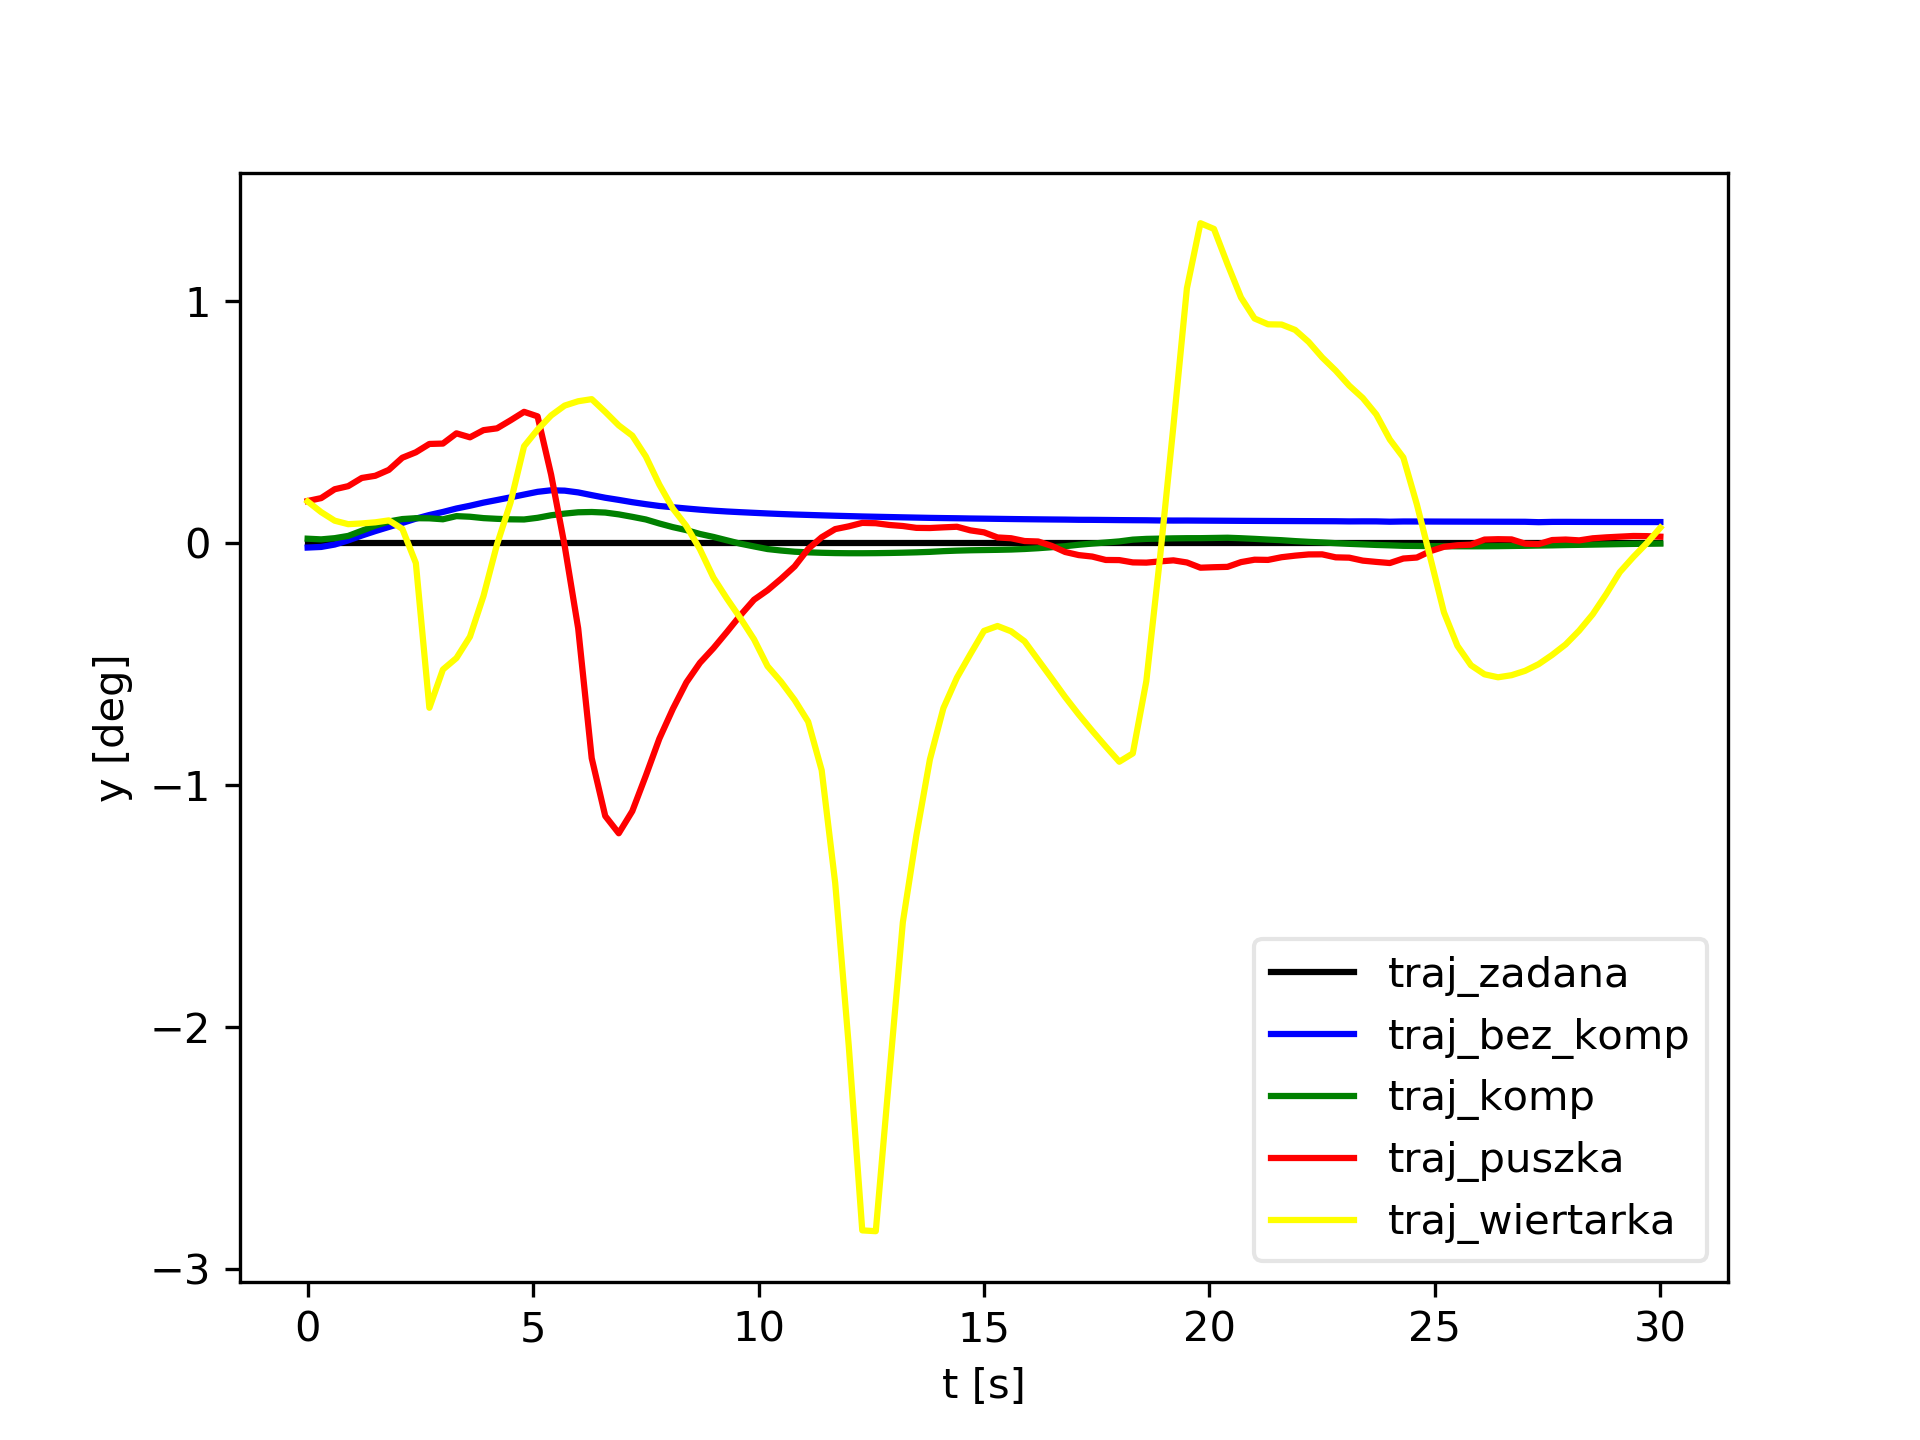 1
0
−1
−2
−3
y [deg]
0 5 10 15 20 25 30
t [s]
traj_zadana
traj_bez_komp
traj_komp
traj_puszka
traj_wiertarka